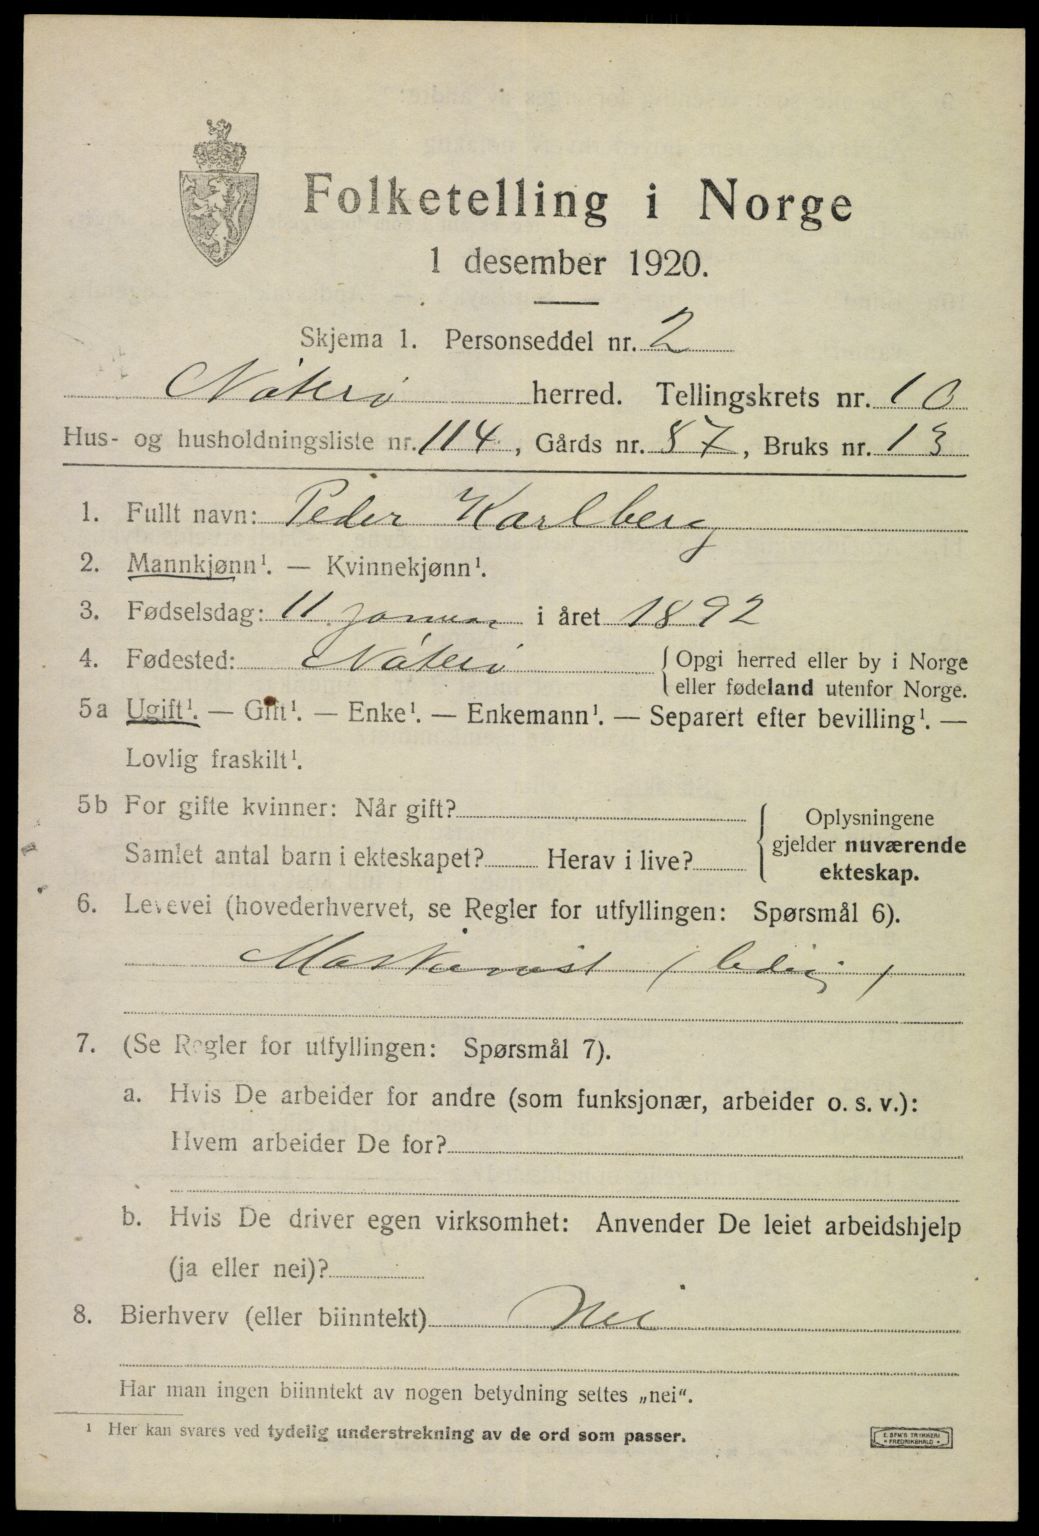 Folketelling i Norge
1 desember 1920.
Skjema 1. Personseddel nr. 2
Nøterø herred. Tellingskrets nr. 10
Hus- og husholdningsliste nr. 114, Gårds nr. 87, Bruks nr. 13
1. Fullt navn: Peder Karlberg
2. Mannkjønn¹. — Kvinnekjønn¹.
3. Fødselsdag: 11 januar i året 1892
4. Fødested: Nøterø { Opgi herred eller by i Norge
eller fødeland utenfor Norge.
5a Ugift¹. — Gift¹. — Enke¹. — Enkemann¹. — Separert efter bevilling¹. —
Lovlig fraskilt¹.
5b For gifte kvinner: Når gift?
Samlet antal barn i ekteskapet? Herav i live?
Oplysningene
gjelder nuværende
ekteskap.
6. Levevei (hovederhvervet, se Regler for utfyllingen: Spørsmål 6).
Maskinist (ledig)
7. (Se Regler for utfyllingen: Spørsmål 7).
a. Hvis De arbeider for andre (som funksjonær, arbeider o. s. v.):
Hvem arbeider De for?
b. Hvis De driver egen virksomhet: Anvender De leiet arbeidshjelp
(ja eller nei)?
8. Bierhverv (eller biinntekt) Nei
Har man ingen biinntekt av nogen betydning settes „nei“.
¹ Her kan svares ved tydelig understrekning av de ord som passer.
E. SEM'S TRYKKERI
FREDRIKSHALD